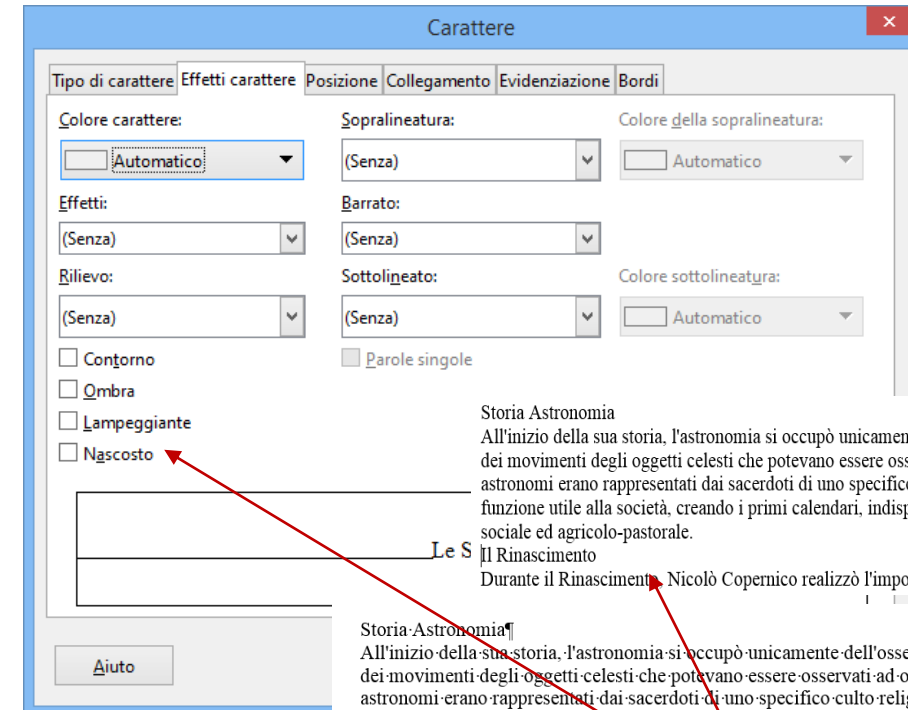 Carattere
Tipo di carattere Effetti carattere Posizione Collegamento Evidenziazione Bordi
Colore carattere: Sopralineatura: Colore della sopralineatura:
Automatico (Senza) Automatico
Effetti: Barrato:
(Senza) (Senza)
Rilievo: Sottolineato: Colore sottolineatura:
(Senza) (Senza) Automatico
Contorno Parole singole
Ombra
Lampeggiante
Nascosto
Le S
Aiuto
Storia Astronomia
All'inizio della sua storia, l'astronomia si occupò unicamen
dei movimenti degli oggetti celesti che potevano essere oss
astronomi erano rappresentati dai sacerdoti di uno specifico
funzione utile alla società, creando i primi calendari, indisp
sociale ed agricolo-pastorale.
Il Rinascimento
Durante il Rinascimento, Nicolò Copernico realizzò l'impo
Storia·Astronomia¶
All'inizio·della·sua·storia,·l'astronomia·si·occupò·unicamente·dell'osse
dei·movimenti·degli·oggetti·celesti·che·potevano·essere·osservati·ad·o
astronomi·erano·rappresentati·dai·sacerdoti·di·uno·specifico·culto·relig